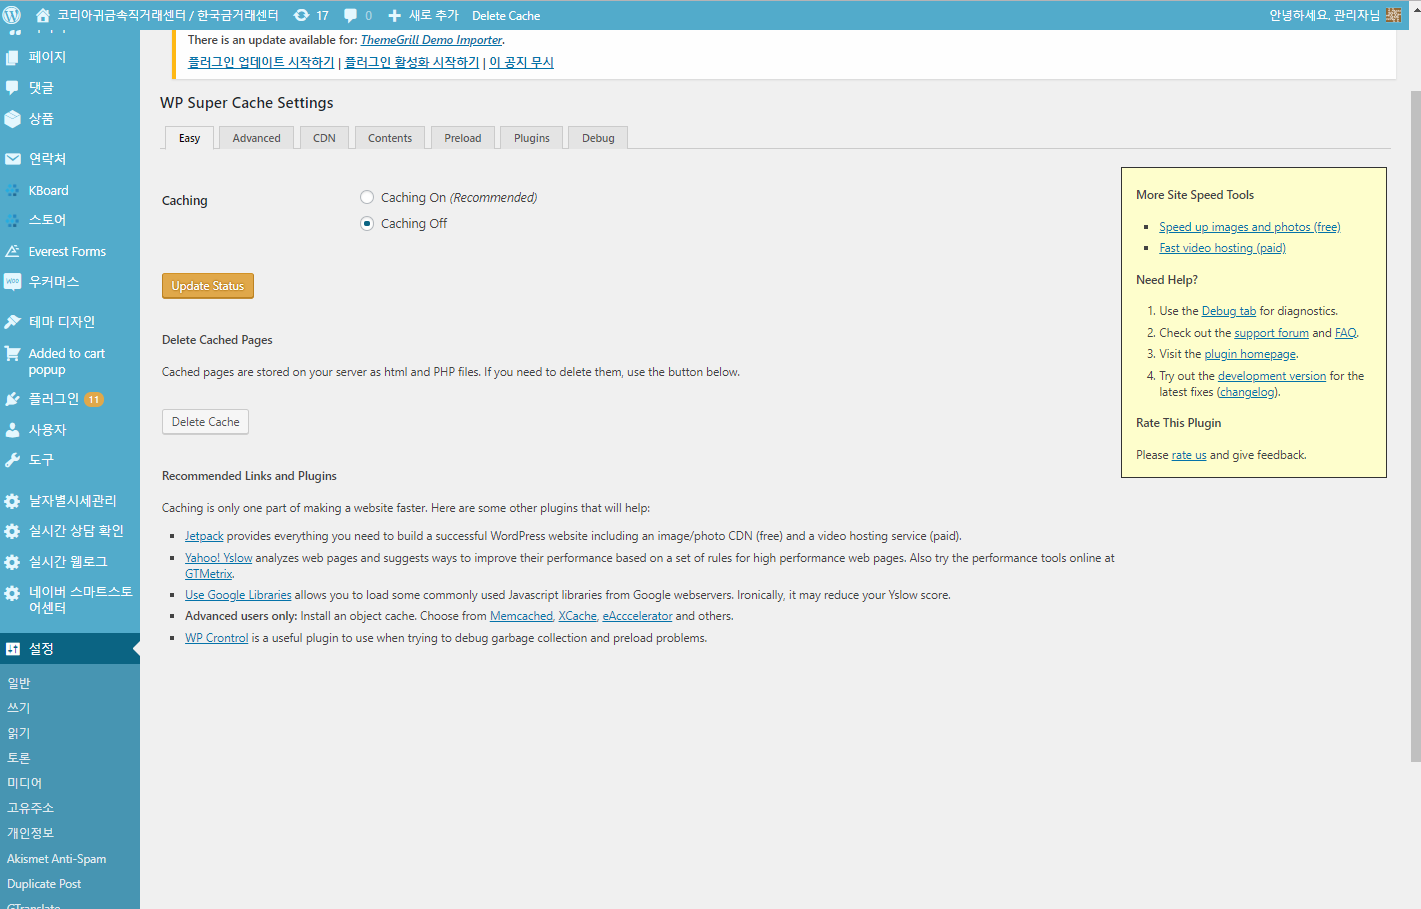 코리아귀금속직거래센터 / 한국금거래센터
17
0
새로 추가
Delete Cache
안녕하세요, 관리자님
페이지
댓글
상품
연락처
KBoard
스토어
Everest Forms
우커머스
테마 디자인
Added to cart
popup
플러그인 11
사용자
도구
날자별시세관리
실시간 상담 확인
실시간 웹로그
네이버 스마트스토
어센터
설정
일반
쓰기
읽기
토론
미디어
고유주소
개인정보
Akismet Anti-Spam
Duplicate Post
GTranslate
There is an update available for: ThemeGrill Demo Importer.
플러그인 업데이트 시작하기 | 플러그인 활성화 시작하기 | 이 공지 무시
WP Super Cache Settings
Easy
Advanced
CDN
Contents
Preload
Plugins
Debug
Caching
Caching On (Recommended)
Caching Off
Update Status
Delete Cached Pages
Cached pages are stored on your server as html and PHP files. If you need to delete them, use the button below.
Delete Cache
Recommended Links and Plugins
Caching is only one part of making a website faster. Here are some other plugins that will help:
Jetpack provides everything you need to build a successful WordPress website including an image/photo CDN (free) and a video hosting service (paid).
Yahoo! Yslow analyzes web pages and suggests ways to improve their performance based on a set of rules for high performance web pages. Also try the performance tools online at
GTMetrix.
Use Google Libraries allows you to load some commonly used Javascript libraries from Google webservers. Ironically, it may reduce your Yslow score.
Advanced users only: Install an object cache. Choose from Memcached, XCache, eAcccelerator and others.
WP Crontrol is a useful plugin to use when trying to debug garbage collection and preload problems.
More Site Speed Tools
Speed up images and photos (free)
Fast video hosting (paid)
Need Help?
1. Use the Debug tab for diagnostics.
2. Check out the support forum and FAQ.
3. Visit the plugin homepage.
4. Try out the development version for the
latest fixes (changelog).
Rate This Plugin
Please rate us and give feedback.